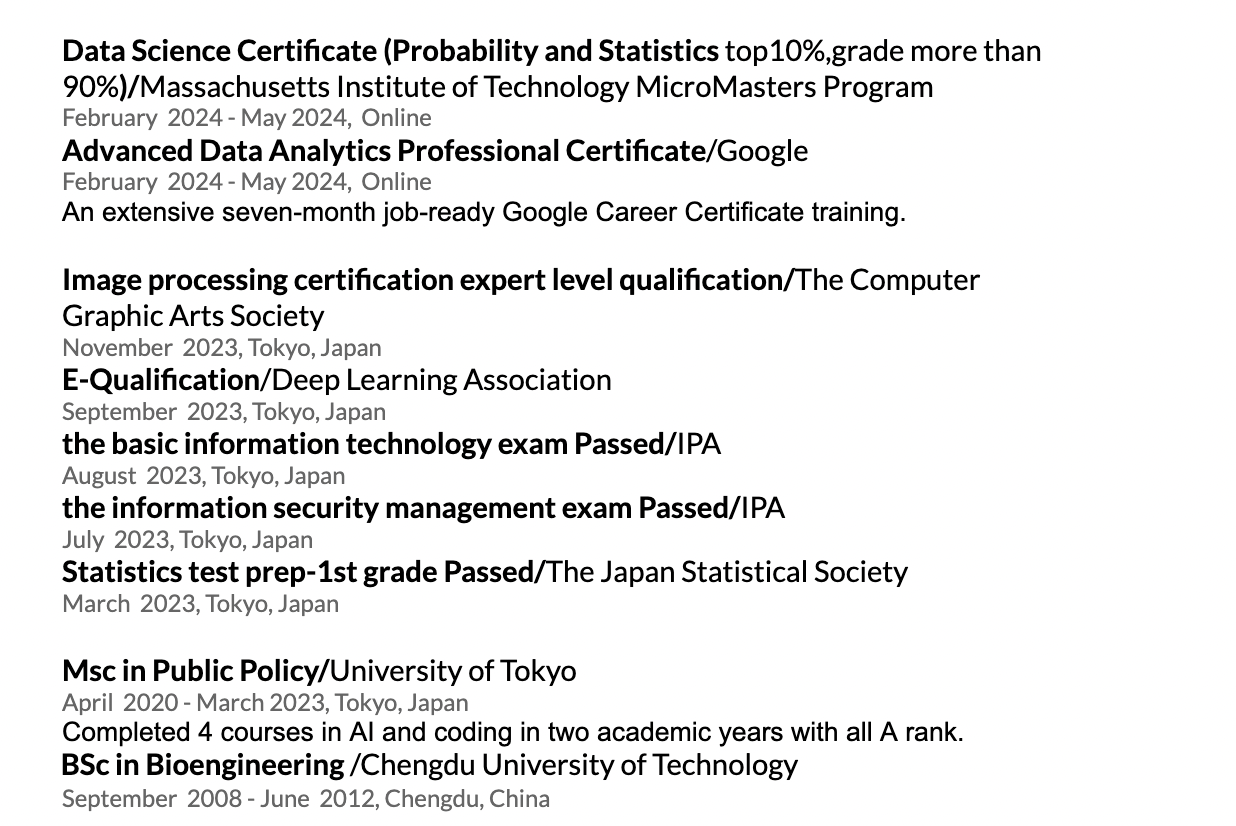 Data Science Certificate (Probability and Statistics top10%,grade more than
90%)/Massachusetts Institute of Technology MicroMasters Program
February 2024 - May 2024, Online
Advanced Data Analytics Professional Certificate/Google
February 2024 - May 2024, Online
An extensive seven-month job-ready Google Career Certificate training.
Image processing certification expert level qualification/The Computer
Graphic Arts Society
November 2023, Tokyo, Japan
E-Qualification/Deep Learning Association
September 2023, Tokyo, Japan
the basic information technology exam Passed/IPA
August 2023, Tokyo, Japan
the information security management exam Passed/IPA
July 2023, Tokyo, Japan
Statistics test prep-1st grade Passed/The Japan Statistical Society
March 2023, Tokyo, Japan
Msc in Public Policy/University of Tokyo
April 2020 - March 2023, Tokyo, Japan
Completed 4 courses in AI and coding in two academic years with all A rank.
BSc in Bioengineering /Chengdu University of Technology
September 2008 - June 2012, Chengdu, China